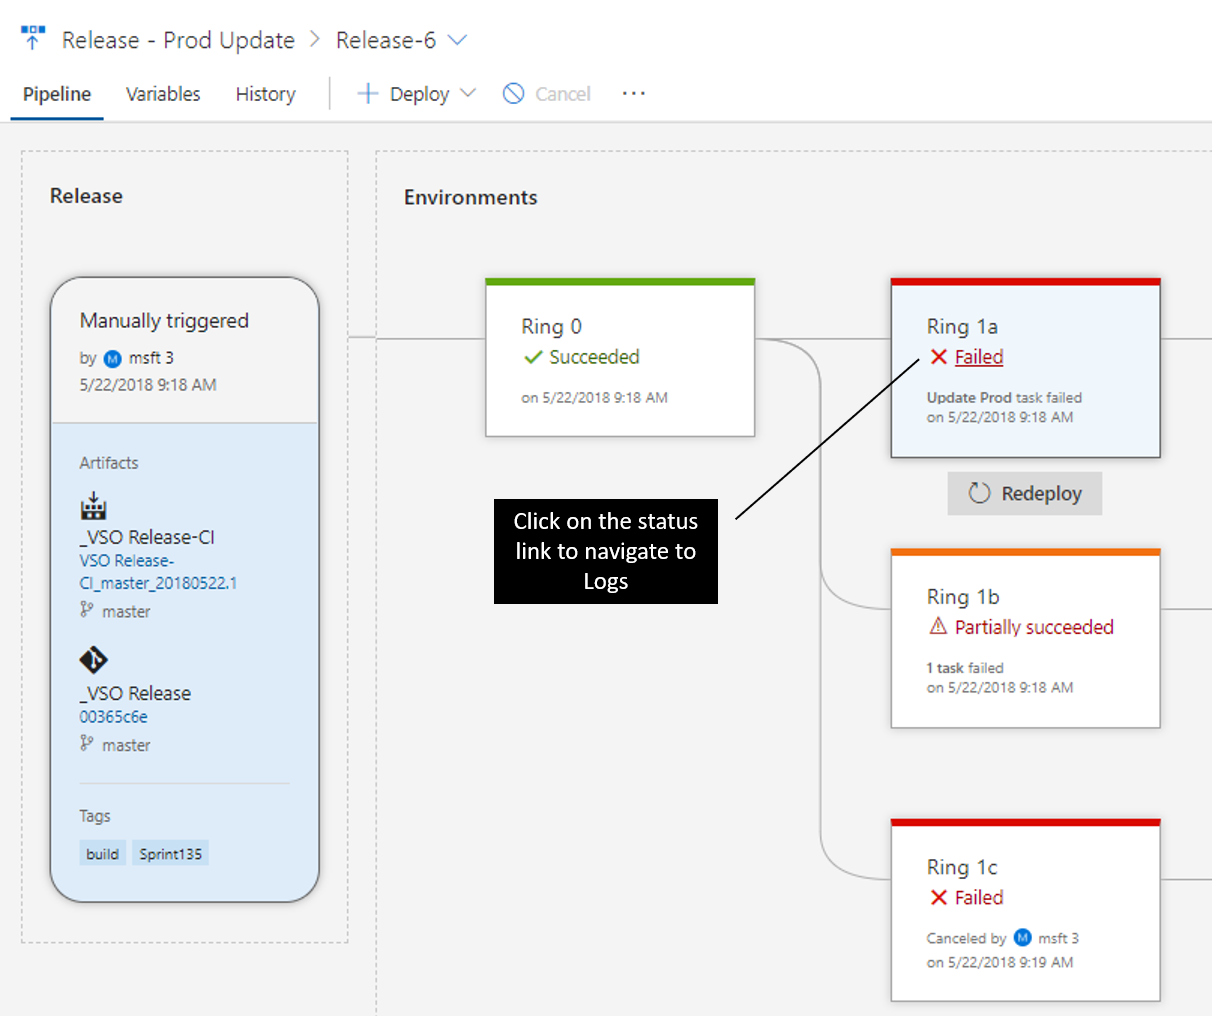 Release - Prod Update > Release-6
Pipeline Variables History + Deploy Cancel ...
Release
Manually triggered
by M msft 3
5/22/2018 9:18 AM
Artifacts
_VSO Release-CI
VSO Release-
CI_master_20180522.1
master
_VSO Release
00365c6e
master
Tags
build Sprint135
Environments
Ring 0
Succeeded
on 5/22/2018 9:18 AM
Click on the status
link to navigate to
Logs
Ring 1a
Failed
Update Prod task failed
on 5/22/2018 9:18 AM
Redeploy
Ring 1b
Partially succeeded
1 task failed
on 5/22/2018 9:18 AM
Ring 1c
Failed
Canceled by M msft 3
on 5/22/2018 9:19 AM